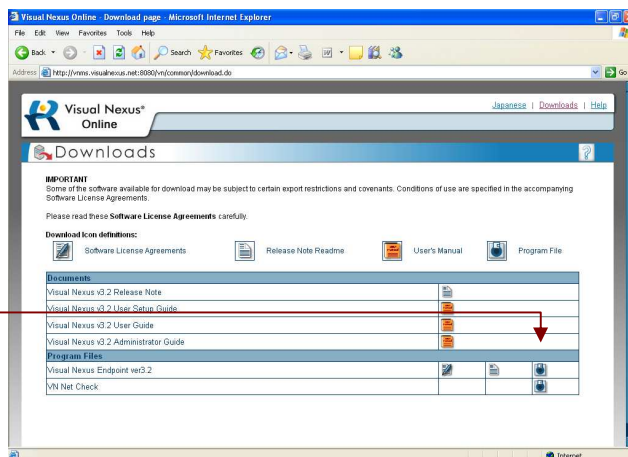 Visual Nexus Online - Download page - Microsoft Internet Explorer
File Edit View Favorites Tools Help
Back Search Favorites
Address http://vnms.visualnexus.net:8080/vn/common/download.do Go
Visual Nexus®
Online
Japanese | Downloads | Help
Downloads ?
IMPORTANT
Some of the software available for download may be subject to certain export restrictions and covenants. Conditions of use are specified in the accompanying
Software License Agreements.
Please read these Software License Agreements carefully.
Download Icon definitions:
Software License Agreements Release Note Readme User's Manual Program File
Documents
Visual Nexus v3.2 Release Note
Visual Nexus v3.2 User Setup Guide
Visual Nexus v3.2 User Guide
Visual Nexus v3.2 Administrator Guide
Program Files
Visual Nexus Endpoint ver3.2
VN Net Check
Internet